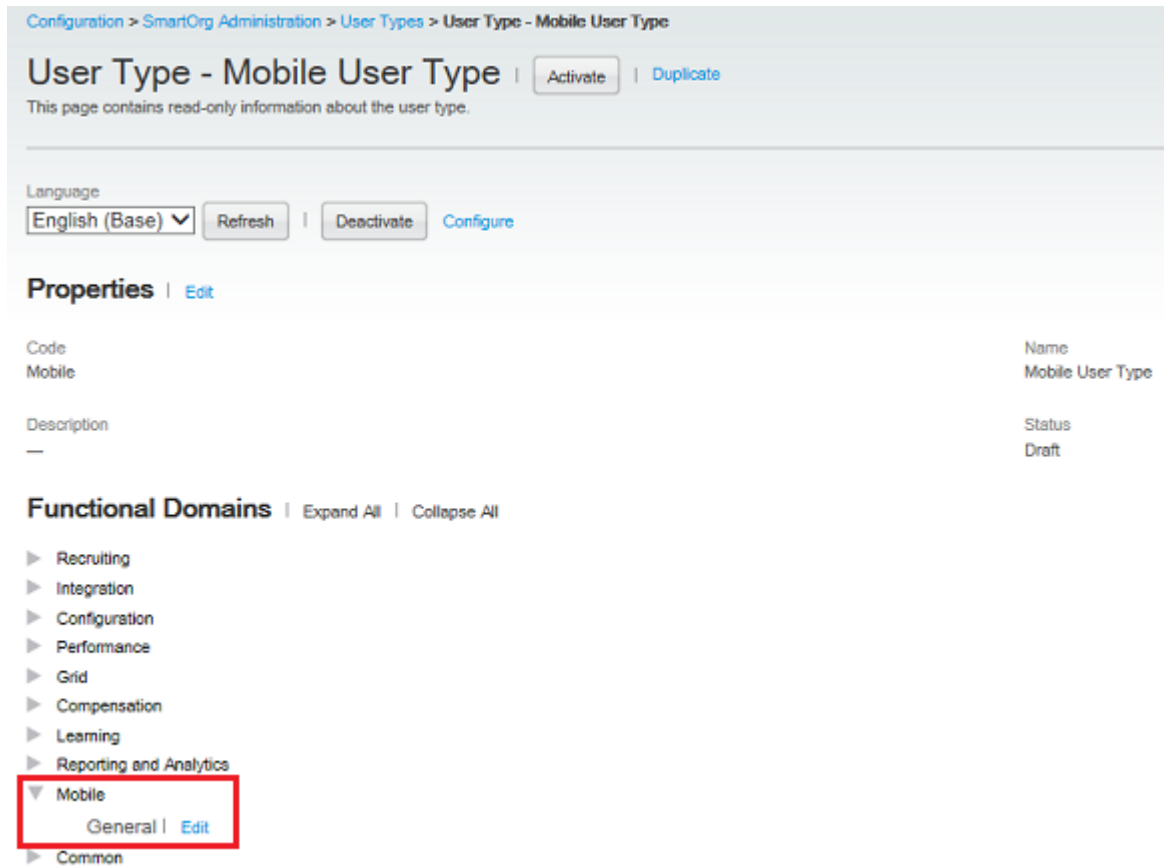 Configuration > SmartOrg Administration > User Types > User Type - Mobile User Type
User Type - Mobile User Type | Activate | Duplicate
This page contains read-only information about the user type.
Language
English (Base) Refresh | Deactivate Configure
Properties | Edit
Code Name
Mobile Mobile User Type
Description Status
— Draft
Functional Domains | Expand All | Collapse All
Recruiting
Integration
Configuration
Performance
Grid
Compensation
Learning
Reporting and Analytics
Mobile
General | Edit
Common